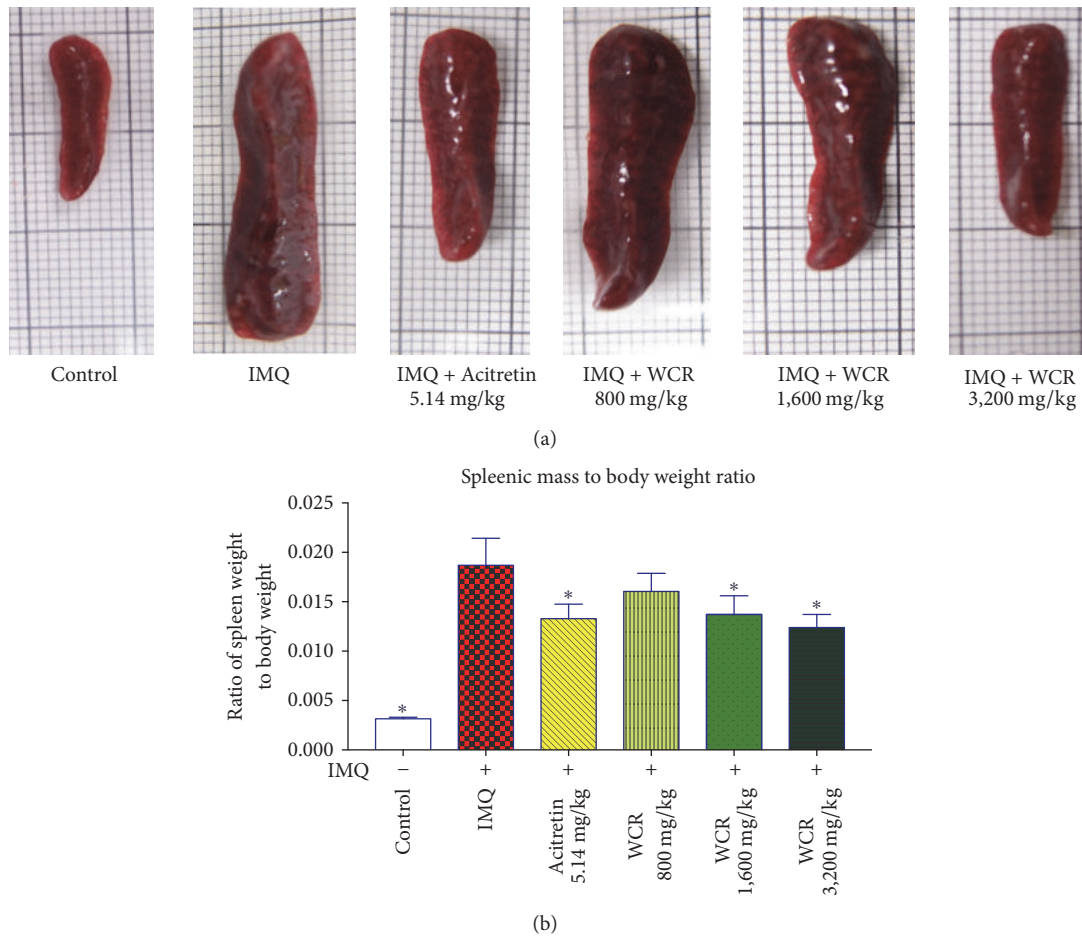 Control
IMQ
IMQ + Acitretin
5.14 mg/kg
IMQ + WCR
800 mg/kg
IMQ + WCR
1,600 mg/kg
IMQ + WCR
3,200 mg/kg
(a)
Spleenic mass to body weight ratio
Ratio of spleen weight
to body weight
0.025
0.020
0.015
0.010
0.005
0.000
*
*
*
*
IMQ − + + + + +
Control
IMQ
Acitretin
5.14 mg/kg
WCR
800 mg/kg
WCR
1,600 mg/kg
WCR
3,200 mg/kg
(b)